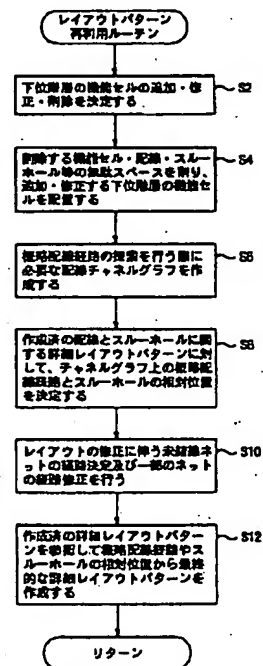 レイアウトパターン
再利用ルーチン
下位階層の機能セルの追加・修
正・削除を決定する
S2
削除する機能セル・配線・スルー
ホール等の無駄スペースを削り、
追加・修正する下位階層の機能セ
ルを配置する
S4
概略配線経路の探索を行う際に
必要な配線チャネルグラフを作
成する
S6
作成済の配線とスルーホールに関
する詳細レイアウトパターンに対
して、チャネルグラフ上の概略配
線経路とスルーホールの相対位置
を決定する
S8
レイアウトの修正に伴う未結線ネ
ットの経路決定及び一部のネット
の経路修正を行う
S10
作成済の詳細レイアウトパター
ンを参照して概略配線経路やス
ルーホールの相対位置から最終
的な詳細レイアウトパターンを
作成する
S12
リターン